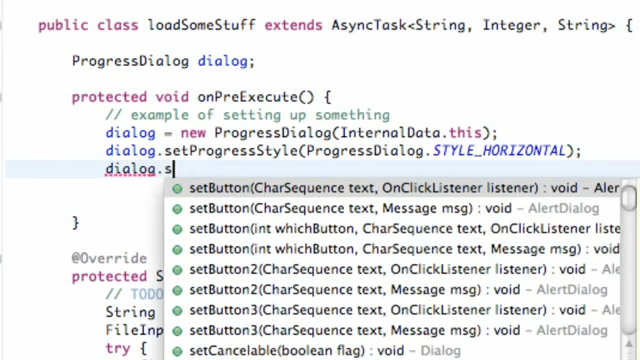 public class loadSomeStuff extends AsyncTask<String, Integer, String> {
ProgressDialog dialog;
protected void onPreExecute() {
// example of setting up something
dialog = new ProgressDialog(InternalData.this);
dialog.setProgressStyle(ProgressDialog.STYLE_HORIZONTAL);
dialog.s
setButton(CharSequence text, OnClickListener listener) : void – Aler
setButton(CharSequence text, Message msg) : void – AlertDialog
}
setButton(int whichButton, CharSequence text, OnClickListener liste
setButton(int whichButton, CharSequence text, Message msg) : void
@Override
protected S
setButton2(CharSequence text, OnClickListener listener) : void – Al
// TODO
setButton2(CharSequence text, Message msg) : void – AlertDialog
String
setButton3(CharSequence text, OnClickListener listener) : void – Al
FileInp
setButton3(CharSequence text, Message msg) : void – AlertDialog
try {
setCancelable(boolean flag) : void – Dialog